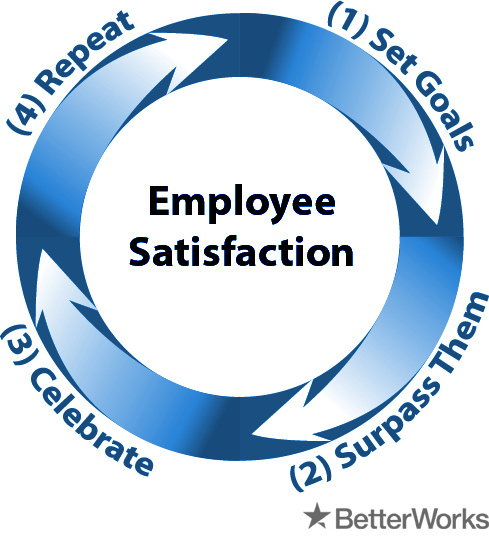 Employee
Satisfaction
(1) Set Goals
(2) Surpass Them
(3) Celebrate
(4) Repeat
BetterWorks